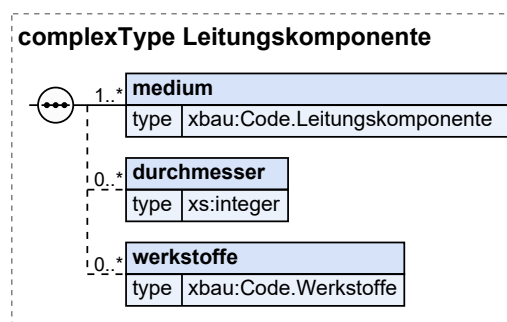 complexType Leitungskomponente
1..* medium
type xbau:Code.Leitungskomponente
0..* durchmesser
type xs:integer
0..* werkstoffe
type xbau:Code.Werkstoffe